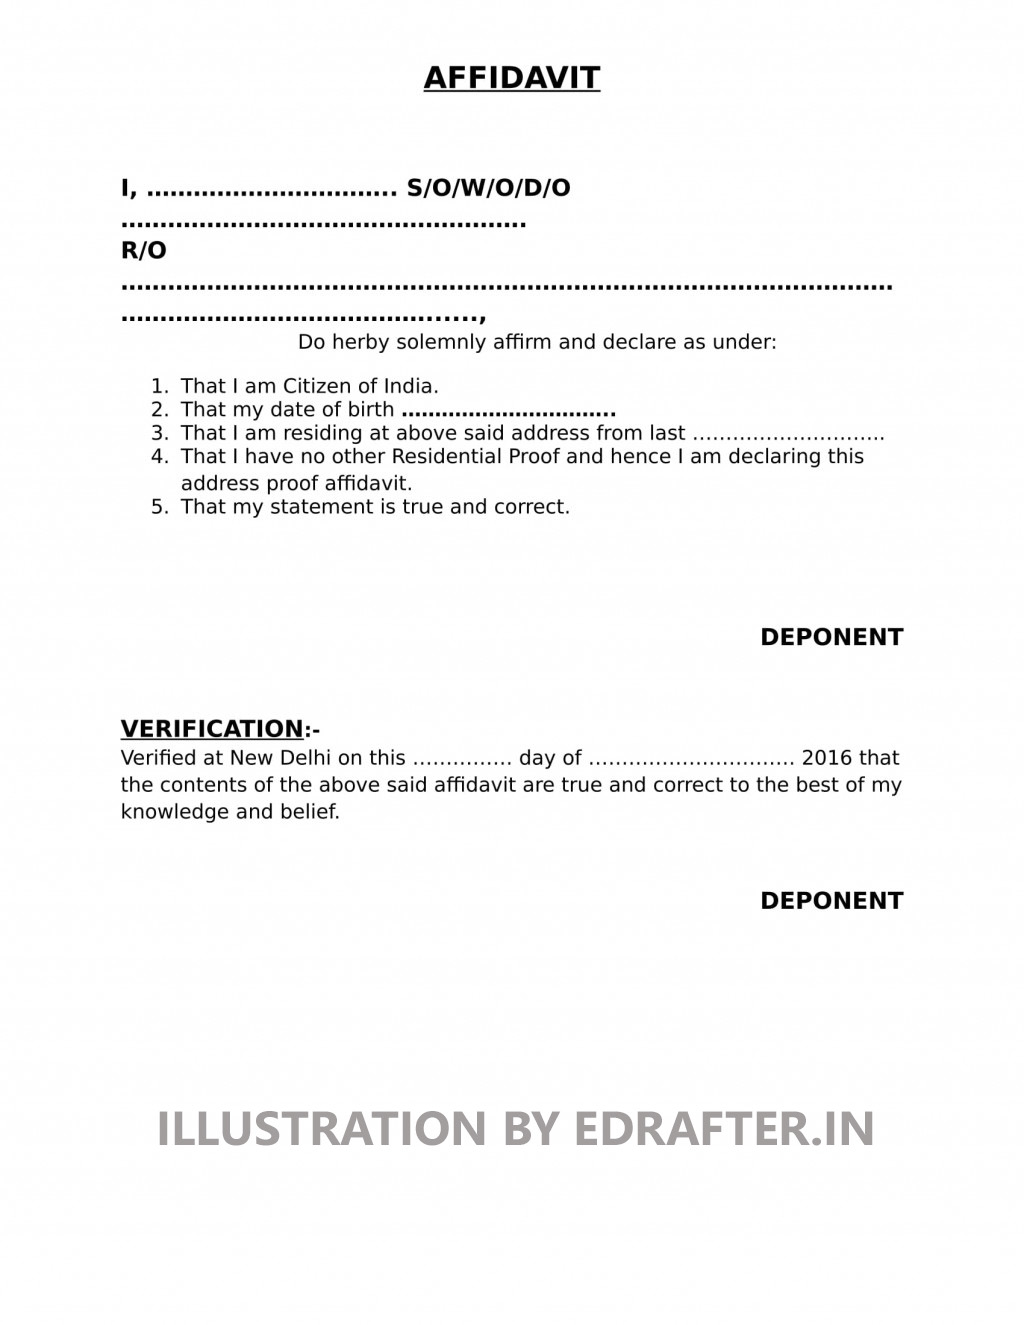 AFFIDAVIT
I, ………………………….. S/O/W/O/D/O
…………………………………………….
R/O
………………………………………………………………………………………
…………………………………......,
Do herby solemnly affirm and declare as under:
1. That I am Citizen of India.
2. That my date of birth …………………………..
3. That I am residing at above said address from last ………………………..
4. That I have no other Residential Proof and hence I am declaring this
address proof affidavit.
5. That my statement is true and correct.
DEPONENT
VERIFICATION:-
Verified at New Delhi on this …………… day of …………………………. 2016 that
the contents of the above said affidavit are true and correct to the best of my
knowledge and belief.
DEPONENT
ILLUSTRATION BY EDRAFTER.IN